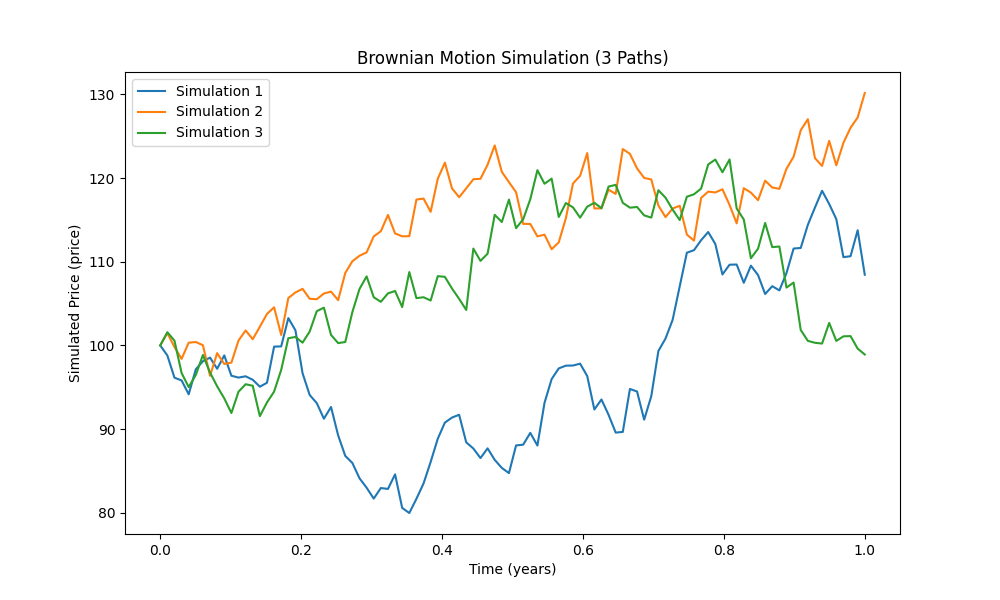 Brownian Motion Simulation (3 Paths)
Simulation 1
Simulation 2
Simulation 3
Simulated Price (price)
130
120
110
100
90
80
0.0 0.2 0.4 0.6 0.8 1.0
Time (years)